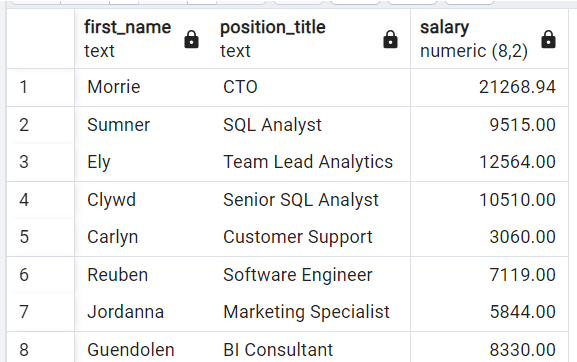 first_name position_title salary
text text numeric (8,2)
1 Morrie CTO 21268.94
2 Sumner SQL Analyst 9515.00
3 Ely Team Lead Analytics 12564.00
4 Clywd Senior SQL Analyst 10510.00
5 Carlyn Customer Support 3060.00
6 Reuben Software Engineer 7119.00
7 Jordanna Marketing Specialist 5844.00
8 Guendolen BI Consultant 8330.00